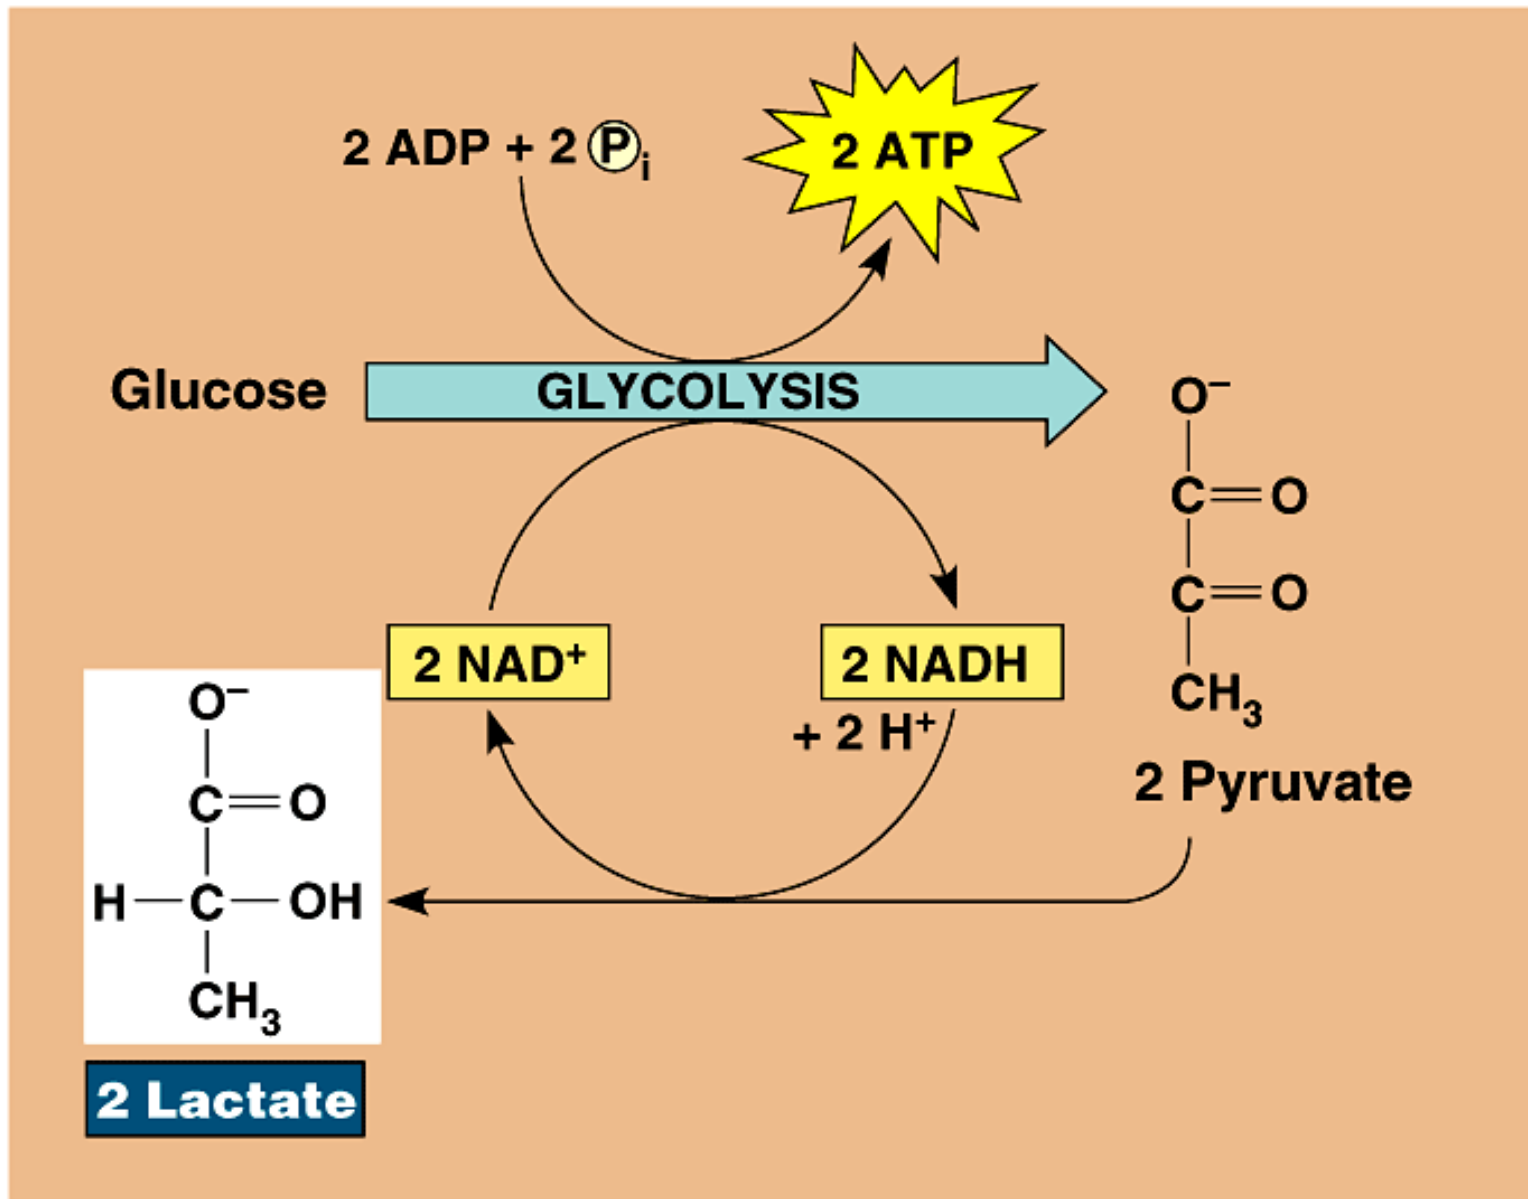 2 ADP + 2 Pi
2 ATP
Glucose
GLYCOLYSIS
O−
C=O
C=O
CH3
2 Pyruvate
2 NAD+
2 NADH
+ 2 H+
O−
C=O
H−C−OH
CH3
2 Lactate